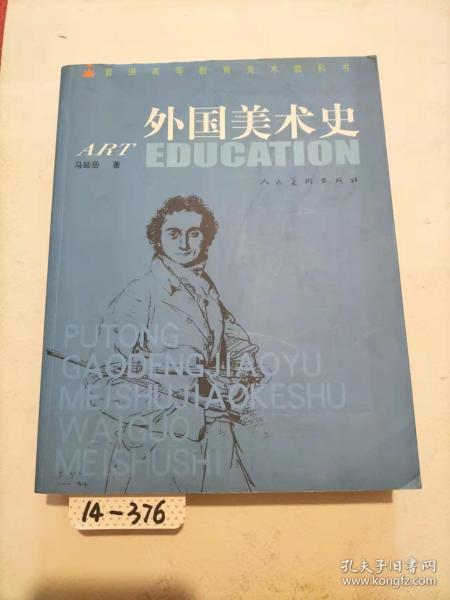 普通高等教育美术教科书
外国美术史
ART EDUCATION
马延岳 著
人民美术出版社
PUTONG
GAODENGJIAOYU
MEISHUJIAOKESHU
WAIGUO
MEISHUSHI
14-376
孔夫子旧书网
www.kongfz.com